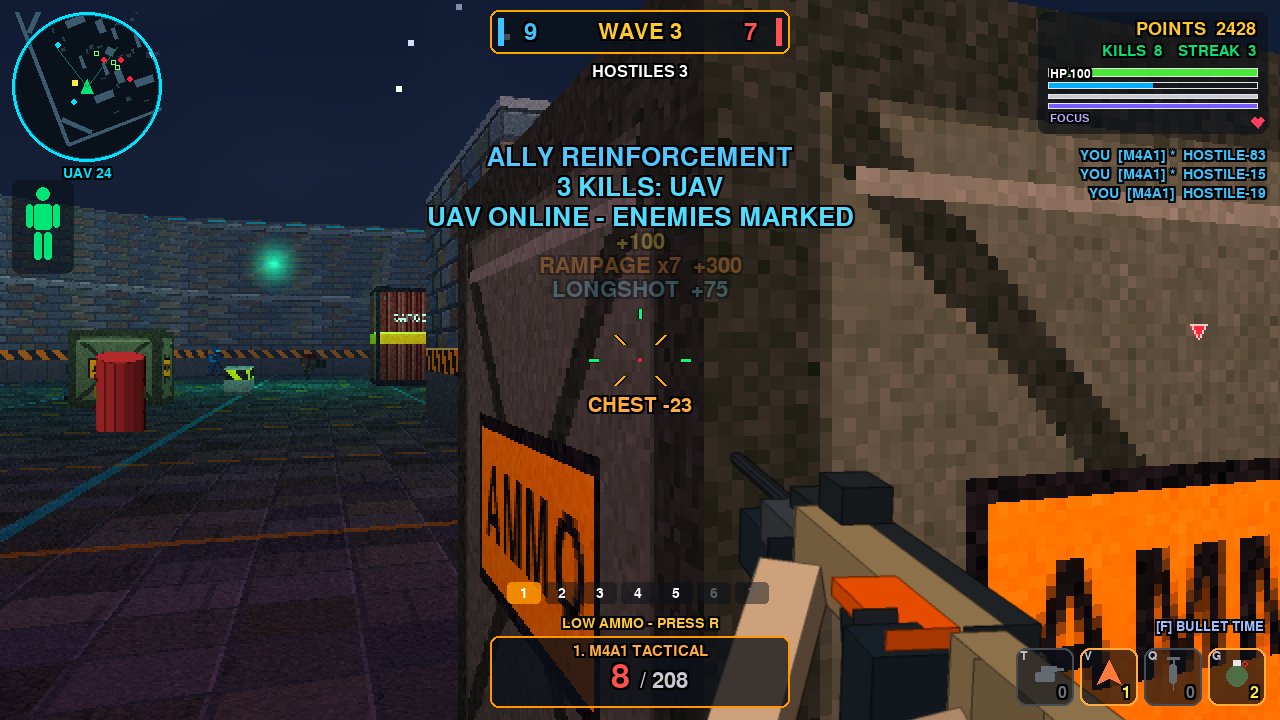 9 WAVE 3 7
HOSTILES 3
POINTS 2428
KILLS 8 STREAK 3
HP 100
FOCUS
UAV 24
YOU [M4A1] * HOSTILE-83
YOU [M4A1] * HOSTILE-15
YOU [M4A1] HOSTILE-19
ALLY REINFORCEMENT
3 KILLS: UAV
UAV ONLINE - ENEMIES MARKED
+100
RAMPAGE x7 +300
LONGSHOT +75
CHEST -23
AMMO
1 2 3 4 5 6
LOW AMMO - PRESS R
1. M4A1 TACTICAL
8 / 208
[F] BULLET TIME
T 0
V 1
Q 0
G 2